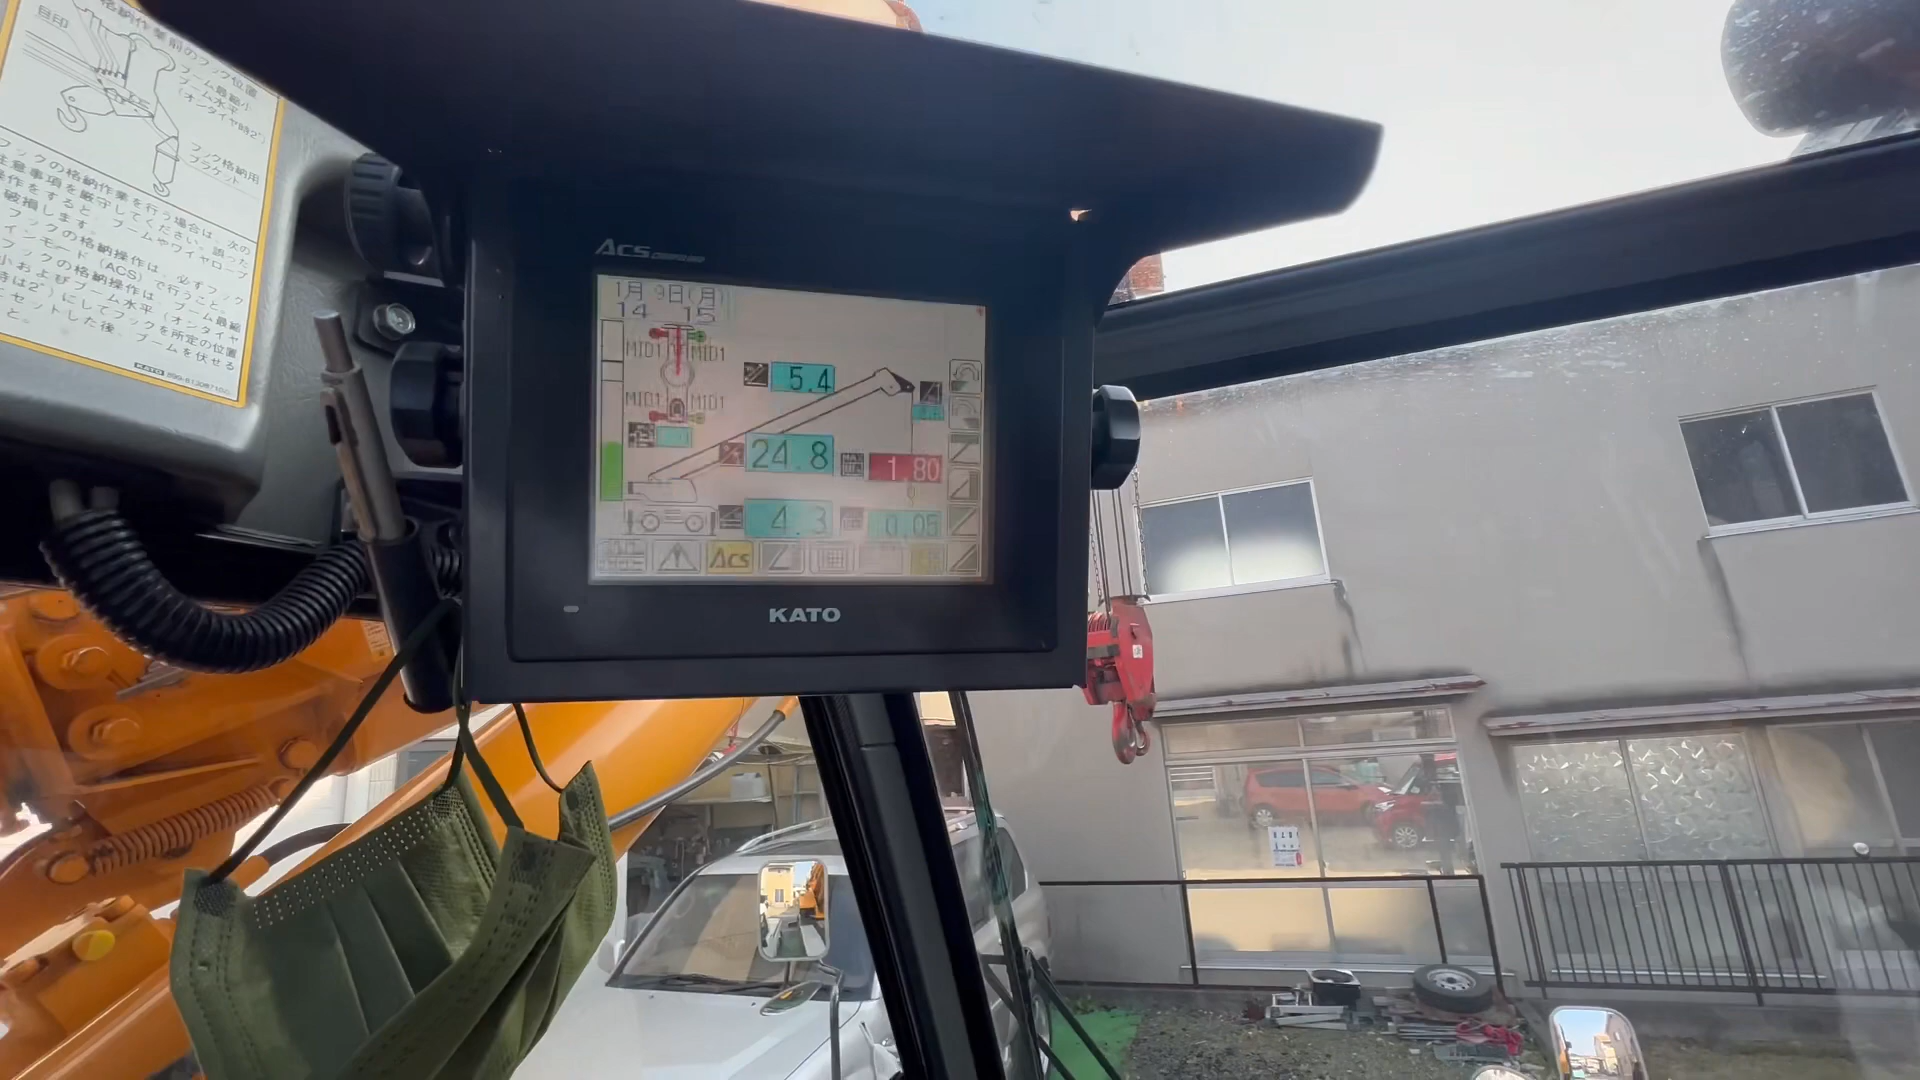 目印
格納作業前のフック位置
ブーム最縮小
ブーム水平
(オンタイヤ時2°)
フック格納用
ブラケット
フックの格納作業を行う場合は、次の
注意事項を厳守してください。誤った
操作をすると、ブームやワイヤロープ
破損します。
フックの格納操作は、必ずフック
インモード(ACS)で行うこと。
フックの格納操作は、ブーム最縮
小およびブーム水平(オンタイヤ
時は2°)にしてフックを所定の位置
セットした後、ブームを伏せる
と。
KATO
ACS
1月 9日(月)
14 15
MID1 MID1
5.4
MID1 MID1
24.8
MAX
1.80
4.3
0.05
ACS
KATO